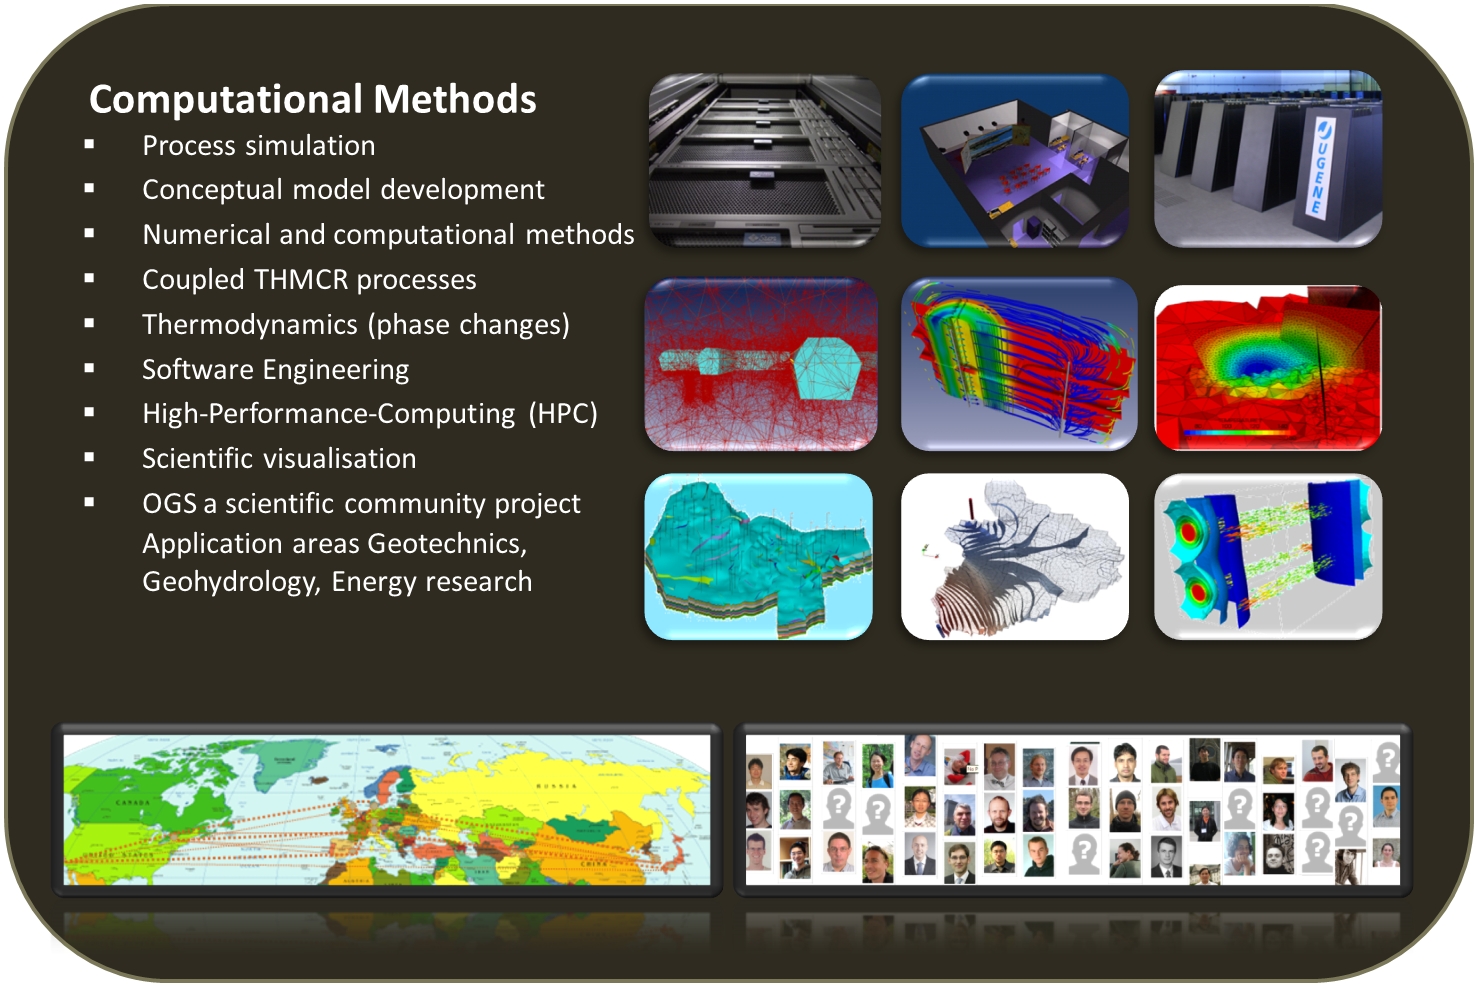 Computational Methods
▪ Process simulation
▪ Conceptual model development
▪ Numerical and computational methods
▪ Coupled THMCR processes
▪ Thermodynamics (phase changes)
▪ Software Engineering
▪ High-Performance-Computing (HPC)
▪ Scientific visualisation
▪ OGS a scientific community project
Application areas Geotechnics,
Geohydrology, Energy research
JUGENE
CANADA
RUSSIA
UNITED STATES
CHINA
ALGERIA
IRAN